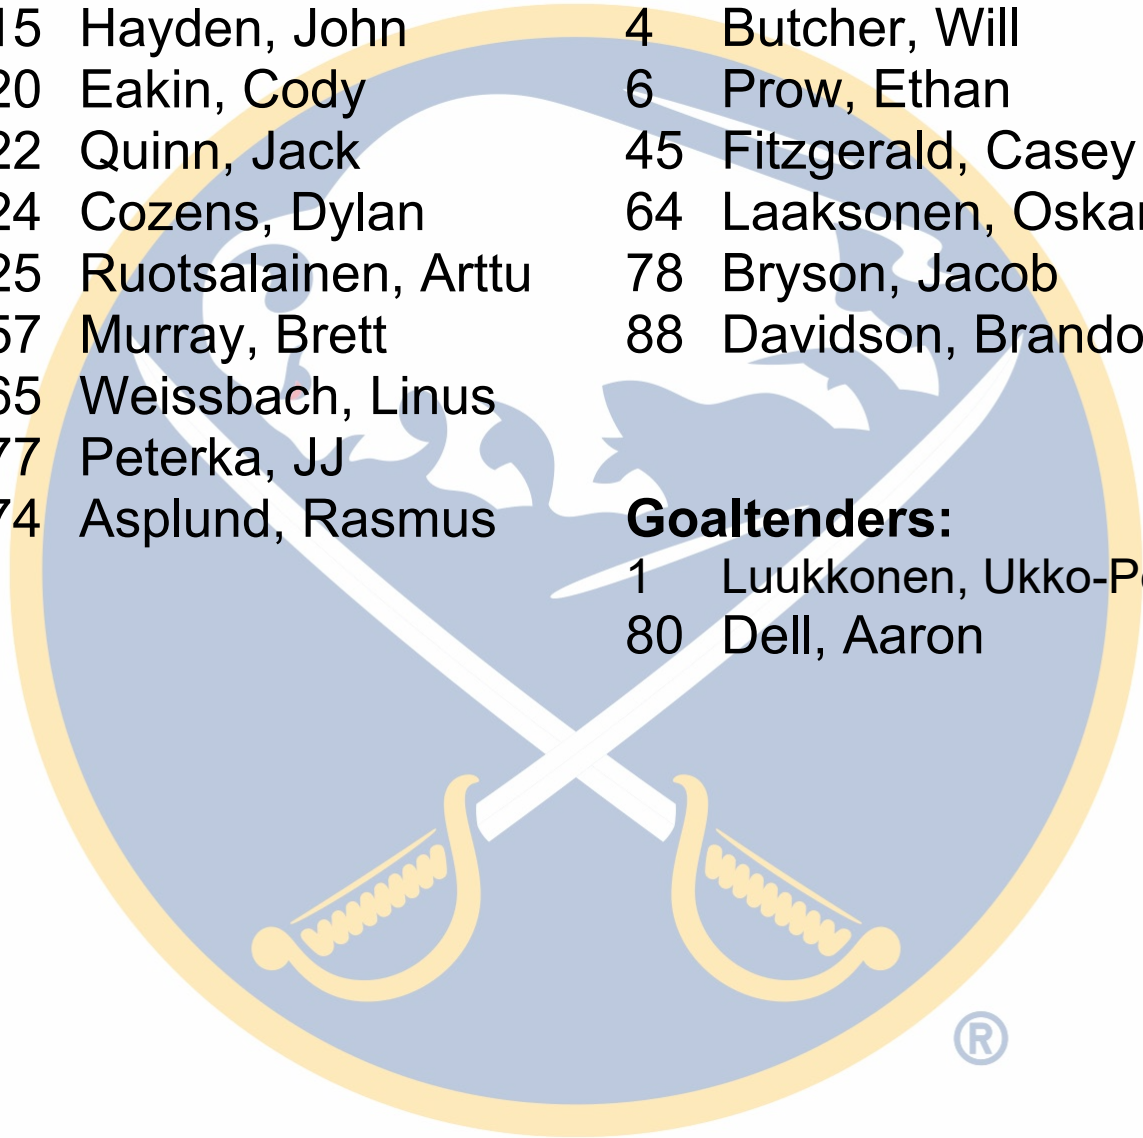 15 Hayden, John
20 Eakin, Cody
22 Quinn, Jack
24 Cozens, Dylan
25 Ruotsalainen, Arttu
57 Murray, Brett
65 Weissbach, Linus
77 Peterka, JJ
74 Asplund, Rasmus
4 Butcher, Will
6 Prow, Ethan
45 Fitzgerald, Casey
64 Laaksonen, Oskar
78 Bryson, Jacob
88 Davidson, Brando
Goaltenders:
1 Luukkonen, Ukko-P
80 Dell, Aaron
®